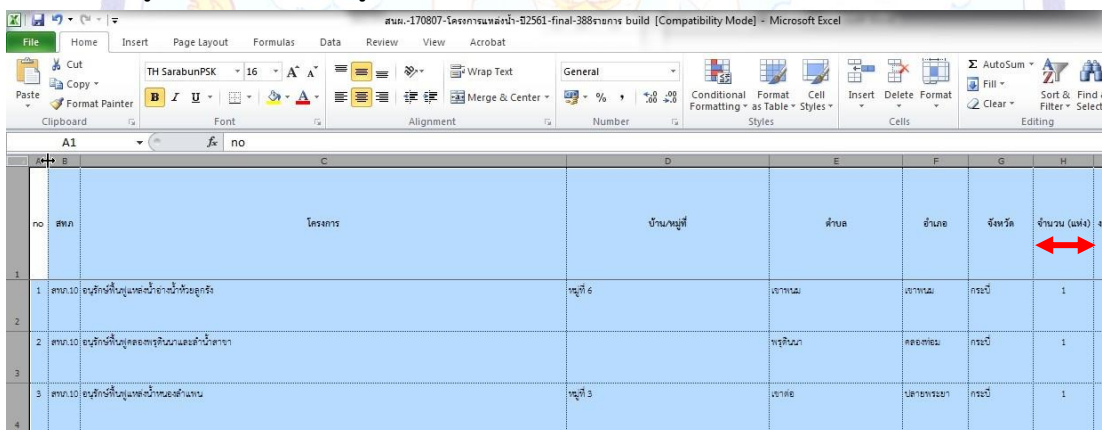 สนผ.-170807-โครงการแหล่งน้ำ-ปี2561-final-388รายการ build [Compatibility Mode] - Microsoft Excel
File Home Insert Page Layout Formulas Data Review View Acrobat
Paste
Cut
Copy
Format Painter
Clipboard
TH SarabunPSK 16 A A
B I U A
Font
Wrap Text
Merge & Center
Alignment
General
% , .0 .00 .00 .0
Number
Conditional Formatting
Format as Table
Cell Styles
Styles
Insert Delete Format
Cells
Σ AutoSum
Fill
Clear
Sort & Filter
Find & Select
Editing
A1 fx no
A B C D E F G H
1 no สทภ โครงการ บ้าน/หมู่ที่ ตำบล อำเภอ จังหวัด จำนวน (แห่ง)
2 1 สทภ.10 อนุรักษ์ฟื้นฟูแหล่งน้ำอ่างน้ำห้วยลูกรัง หมู่ที่ 6 เขาพนม เขาพนม กระบี่ 1
3 2 สทภ.10 อนุรักษ์ฟื้นฟูคลองพรุดินนาและลำน้ำสาขา พรุดินนา คลองท่อม กระบี่ 1
4 3 สทภ.10 อนุรักษ์ฟื้นฟูแหล่งน้ำหนองลำแพน หมู่ที่ 3 เขาต่อ ปลายพระยา กระบี่ 1